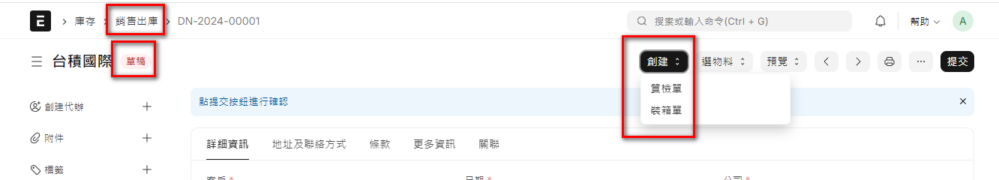 E 庫存 銷售出庫 DN-2024-00001 搜索或輸入命令(Ctrl + G) 幫助 A
台積國際 草稿 創建 選物料 預覽 ... 提交
質檢單
裝箱單
創建代辦
附件
標籤
點提交按鈕進行確認
詳細資訊 地址及聯絡方式 條款 更多資訊 關聯
客戶 * 日期 * 公司 *